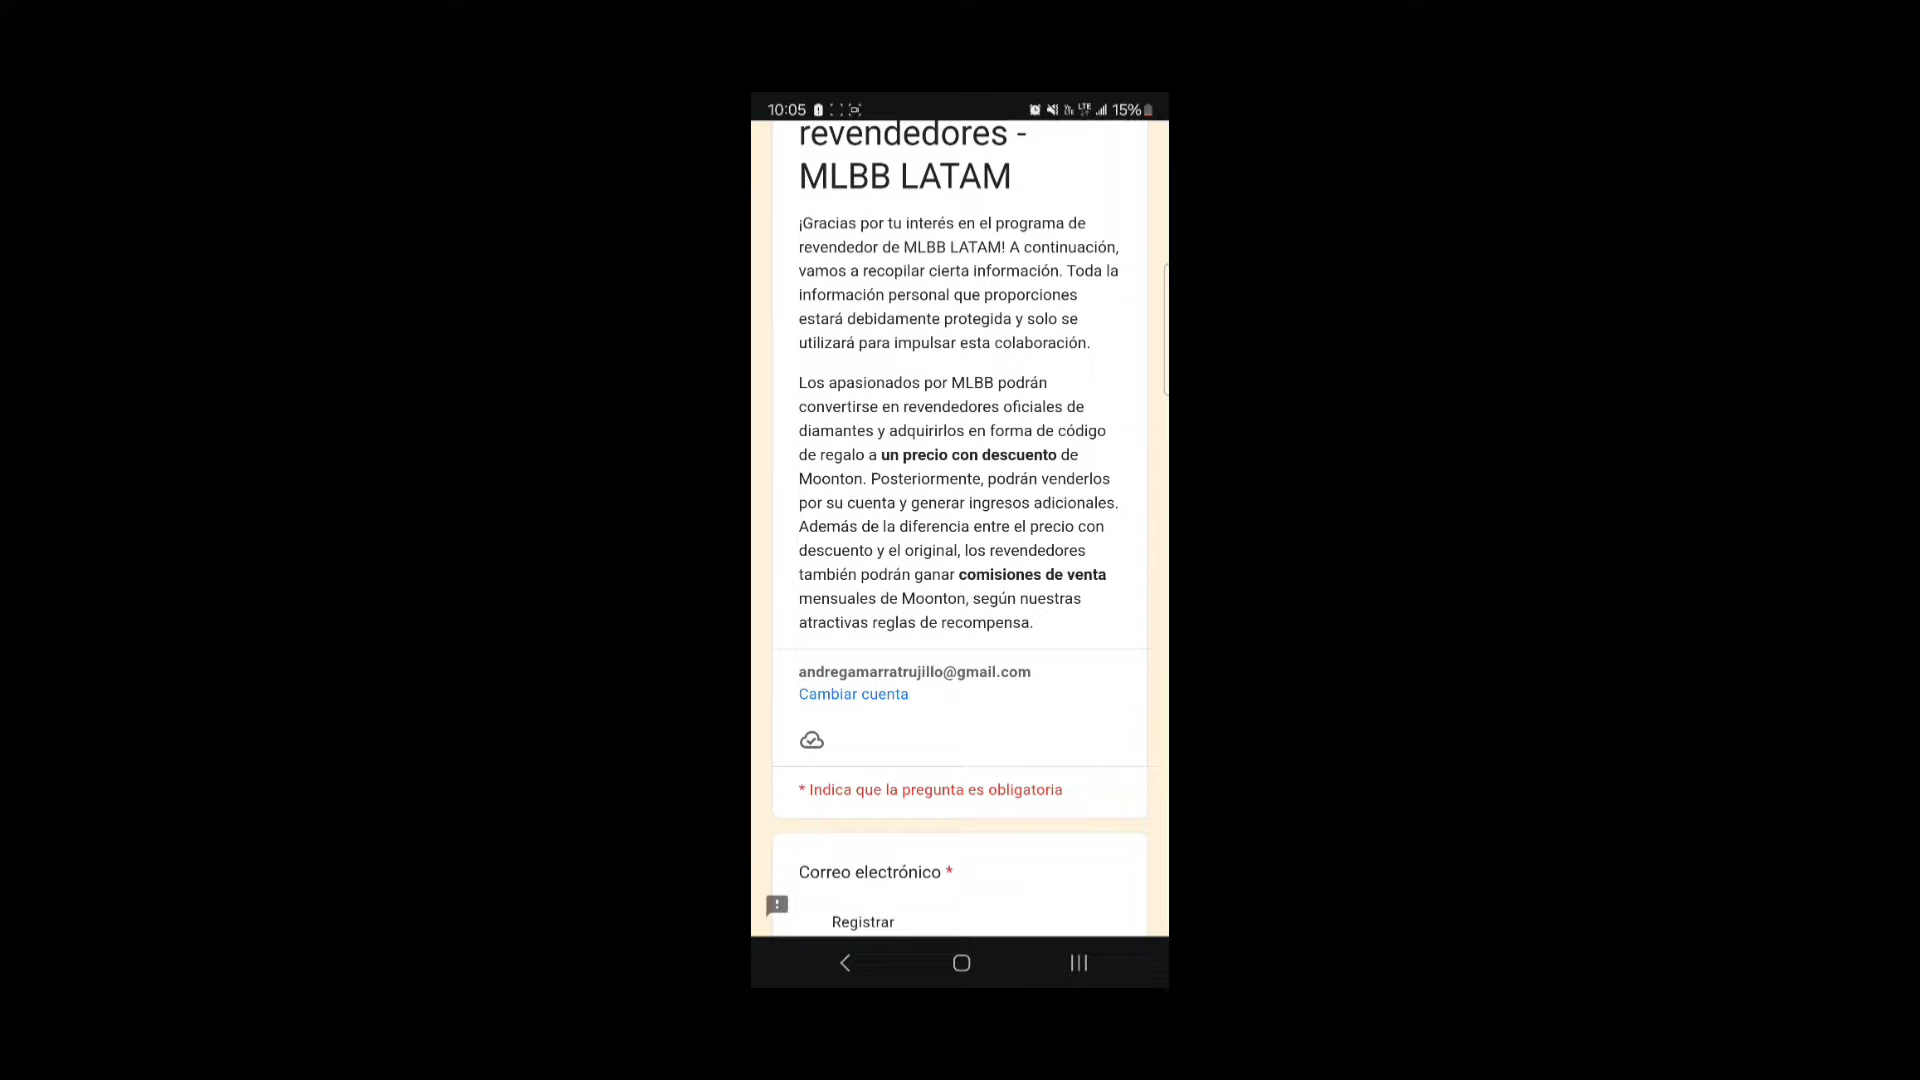 10:05
LTE
15%
revendedores -
MLBB LATAM
¡Gracias por tu interés en el programa de
revendedor de MLBB LATAM! A continuación,
vamos a recopilar cierta información. Toda la
información personal que proporciones
estará debidamente protegida y solo se
utilizará para impulsar esta colaboración.
Los apasionados por MLBB podrán
convertirse en revendedores oficiales de
diamantes y adquirirlos en forma de código
de regalo a un precio con descuento de
Moonton. Posteriormente, podrán venderlos
por su cuenta y generar ingresos adicionales.
Además de la diferencia entre el precio con
descuento y el original, los revendedores
también podrán ganar comisiones de venta
mensuales de Moonton, según nuestras
atractivas reglas de recompensa.
andregamarratrujillo@gmail.com
Cambiar cuenta
* Indica que la pregunta es obligatoria
Correo electrónico *
Registrar